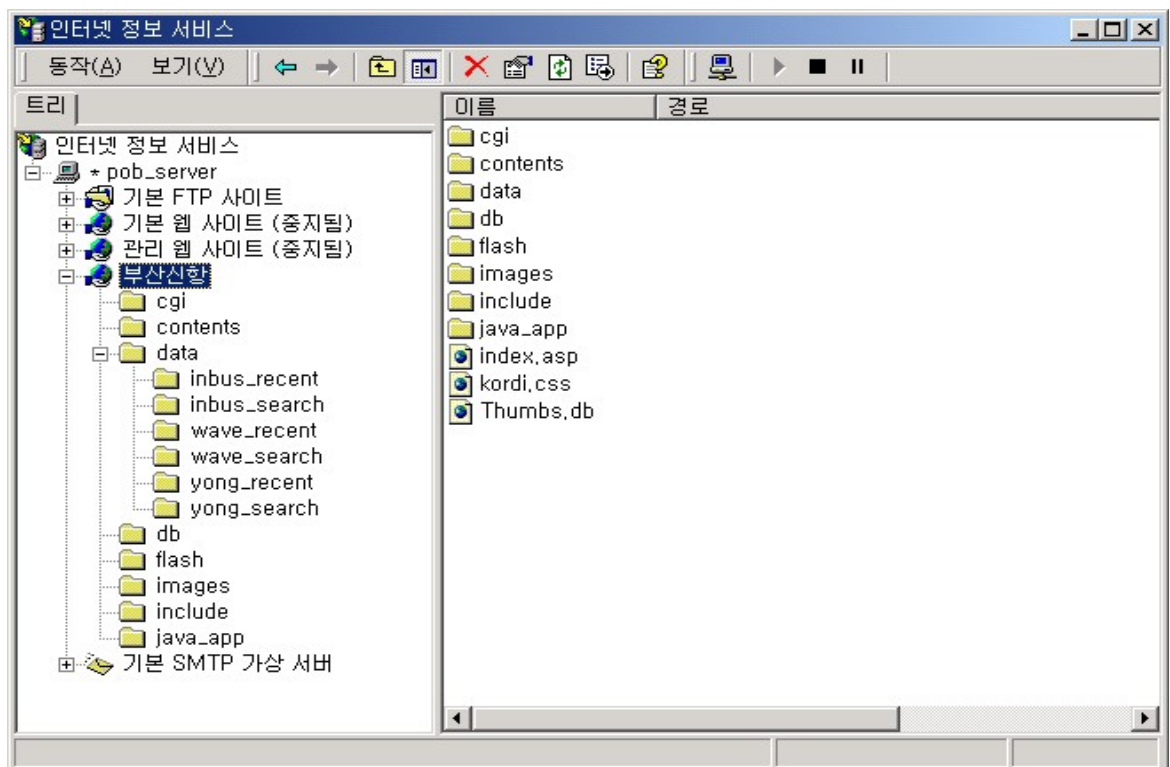 인터넷 정보 서비스
동작(A) 보기(V)
트리
인터넷 정보 서비스
* pob_server
기본 FTP 사이트
기본 웹 사이트 (중지됨)
관리 웹 사이트 (중지됨)
부산신항
cgi
contents
data
inbus_recent
inbus_search
wave_recent
wave_search
yong_recent
yong_search
db
flash
images
include
java_app
기본 SMTP 가상 서버
이름 경로
cgi
contents
data
db
flash
images
include
java_app
index.asp
kordi.css
Thumbs.db